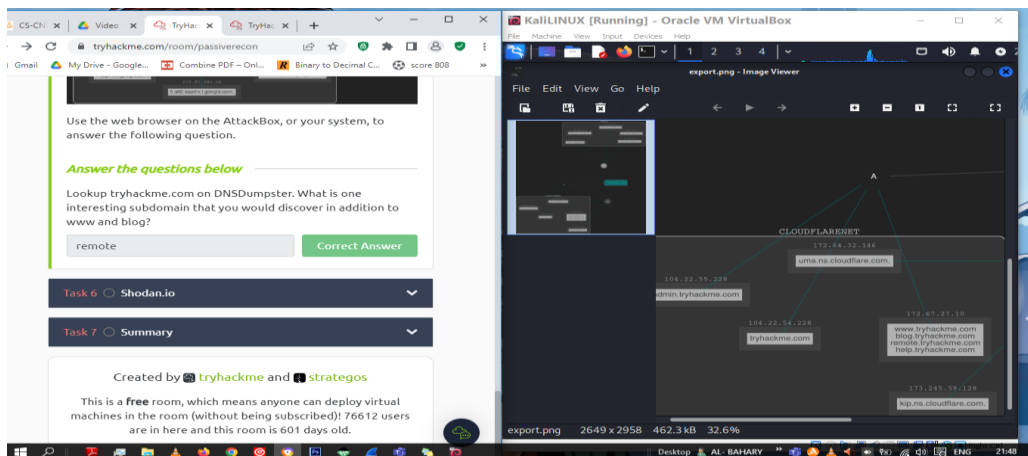 CS-CNI
Video
TryHac
TryHac
tryhackme.com/room/passiverecon
Gmail
My Drive - Google...
Combine PDF – Onl...
Binary to Decimal C...
score 808
Use the web browser on the AttackBox, or your system, to
answer the following question.
Answer the questions below
Lookup tryhackme.com on DNSDumpster. What is one
interesting subdomain that you would discover in addition to
www and blog?
remote
Correct Answer
Task 6 Shodan.io
Task 7 Summary
Created by tryhackme and strategos
This is a free room, which means anyone can deploy virtual
machines in the room (without being subscribed)! 76612 users
are in here and this room is 601 days old.
KaliLINUX [Running] - Oracle VM VirtualBox
File Machine View Input Devices Help
1 2 3 4
export.png - Image Viewer
File Edit View Go Help
A
CLOUDFLARENET
172.64.32.146
uma.ns.cloudflare.com.
104.22.55.228
dmin.tryhackme.com
104.22.54.228
tryhackme.com
172.67.27.10
www.tryhackme.com
blog.tryhackme.com
remote.tryhackme.com
help.tryhackme.com
173.245.59.128
kip.ns.cloudflare.com.
export.png 2649 x 2958 462.3 kB 32.6%
Desktop AL- BAHARY ENG 21:48